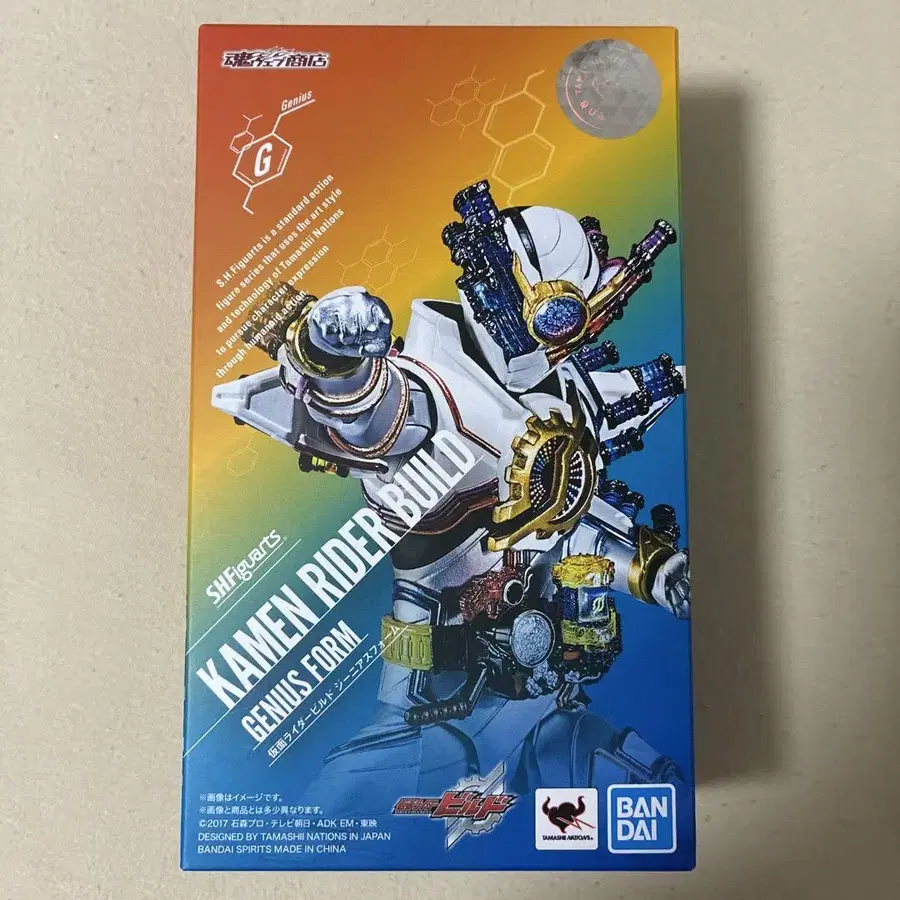 魂ウェブ商店
Genius
G
S.H.Figuarts is a standard action
figure series that uses the art style
and technology of Tamashii Nations
to pursue character expression
through humanoid action.
S.H.Figuarts
KAMEN RIDER BUILD
GENIUS FORM
仮面ライダービルド ジーニアスフォーム
※画像はイメージです。
※画像と商品とは多少異なります。
©2017 石森プロ・テレビ朝日・ADK EM・東映
DESIGNED BY TAMASHII NATIONS IN JAPAN
BANDAI SPIRITS MADE IN CHINA
仮面ライダービルド
TAMASHII NATIONS
BAN
DAI